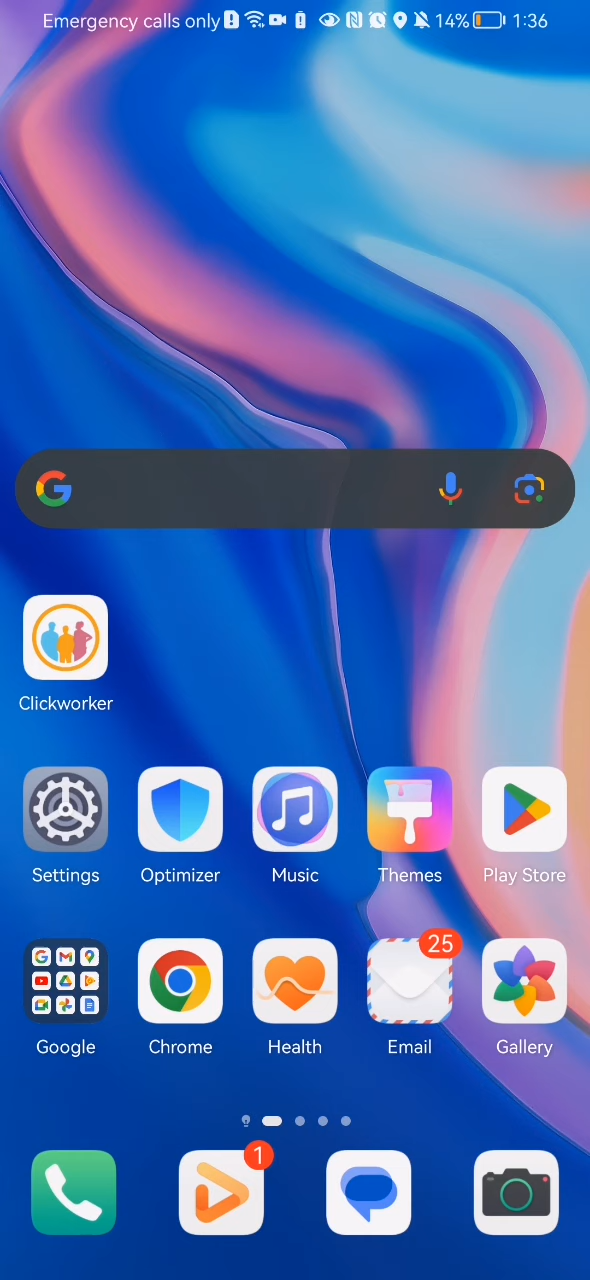 Emergency calls only 14% 1:36
Clickworker
Settings Optimizer Music Themes Play Store
25
Google Chrome Health Email Gallery
1